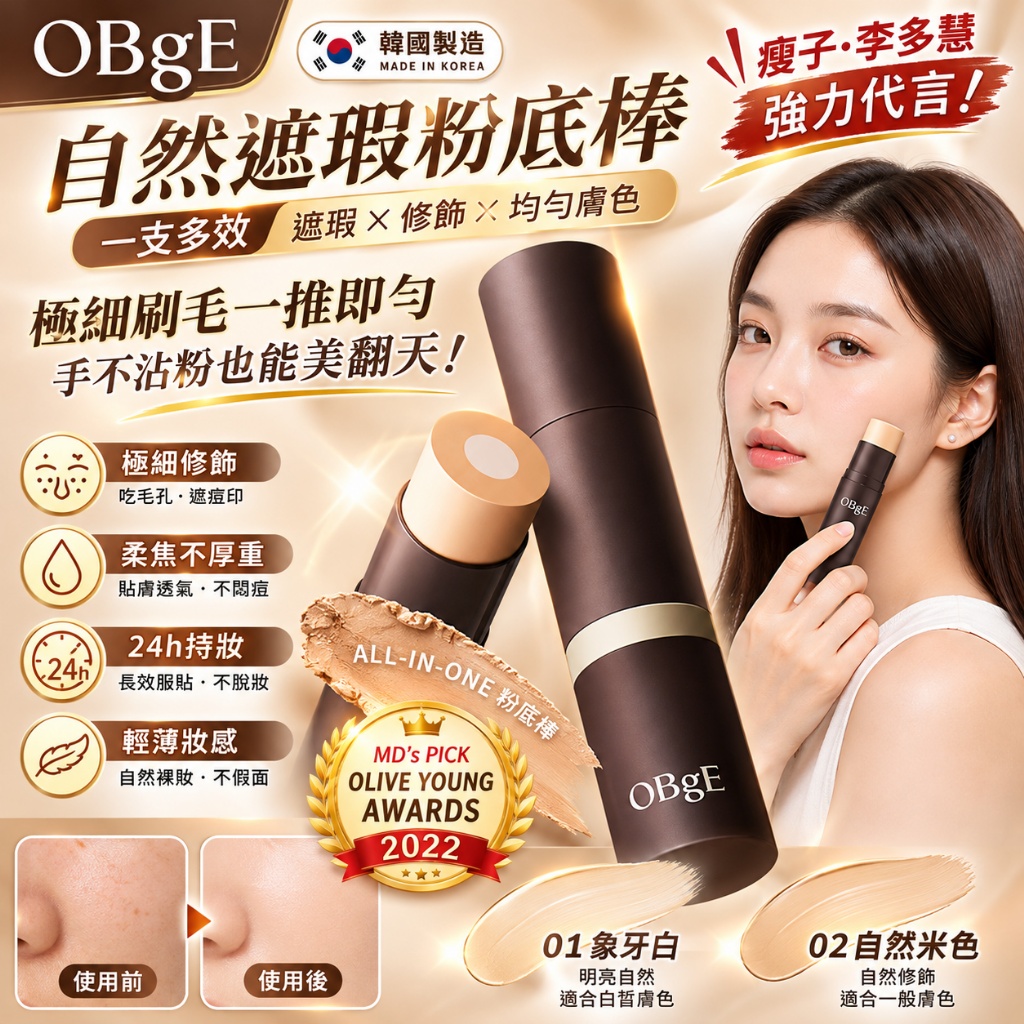 OBgE
韓國製造
MADE IN KOREA
瘦子·李多慧
強力代言!
自然遮瑕粉底棒
一支多效 遮瑕 × 修飾 × 均勻膚色
極細刷毛一推即勻
手不沾粉也能美翻天!
極細修飾
吃毛孔·遮痘印
柔焦不厚重
貼膚透氣·不悶痘
24h
24h持妝
長效服貼·不脫妝
輕薄妝感
自然裸妝·不假面
OBgE
ALL-IN-ONE 粉底棒
OBgE
MD's PICK
OLIVE YOUNG
AWARDS
2022
使用前
使用後
01 象牙白
明亮自然
適合白皙膚色
02 自然米色
自然修飾
適合一般膚色